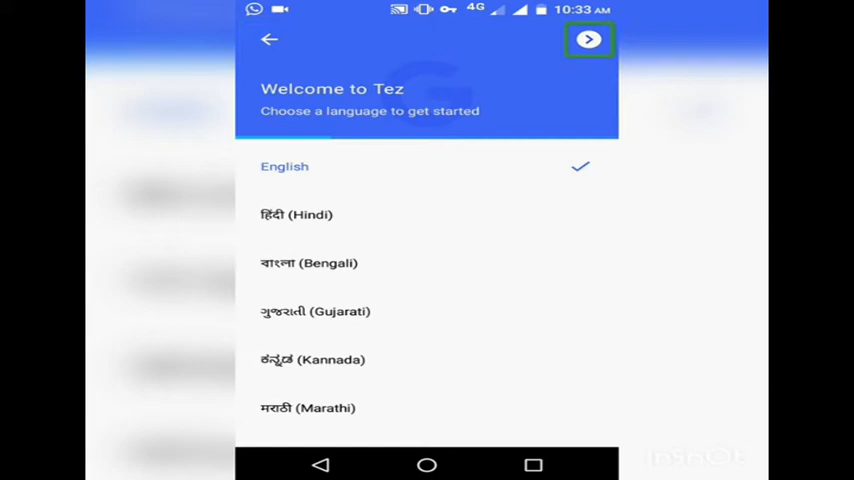 4G 10:33 AM
Welcome to Tez
Choose a language to get started
English
हिंदी (Hindi)
বাংলা (Bengali)
ગુજરાતી (Gujarati)
ಕನ್ನಡ (Kannada)
मराठी (Marathi)
InShOt